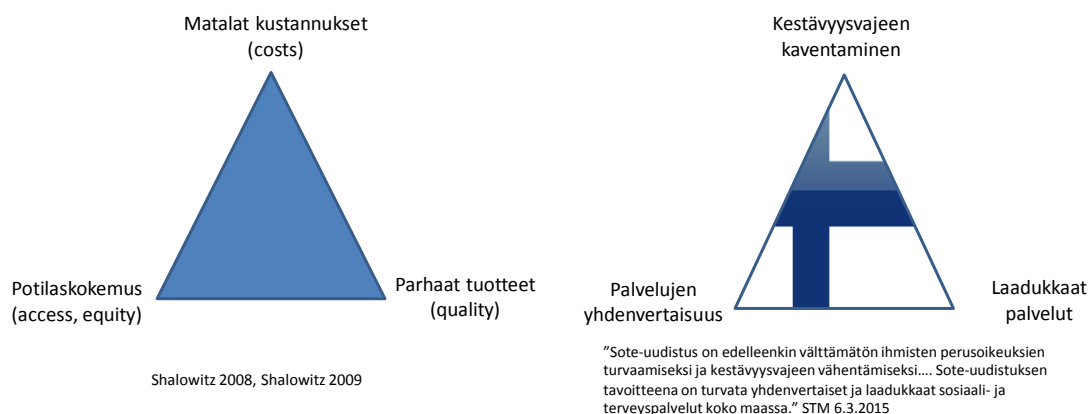 Matalat kustannukset
(costs)
Potilaskokemus
(access, equity)
Parhaat tuotteet
(quality)
Shalowitz 2008, Shalowitz 2009
Kestävyysvajeen
kaventaminen
Palvelujen
yhdenvertaisuus
Laadukkaat
palvelut
”Sote-uudistus on edelleenkin välttämätön ihmisten perusoikeuksien
turvaamiseksi ja kestävyysvajeen vähentämiseksi.... Sote-uudistuksen
tavoitteena on turvata yhdenvertaiset ja laadukkaat sosiaali- ja
terveyspalvelut koko maassa.” STM 6.3.2015